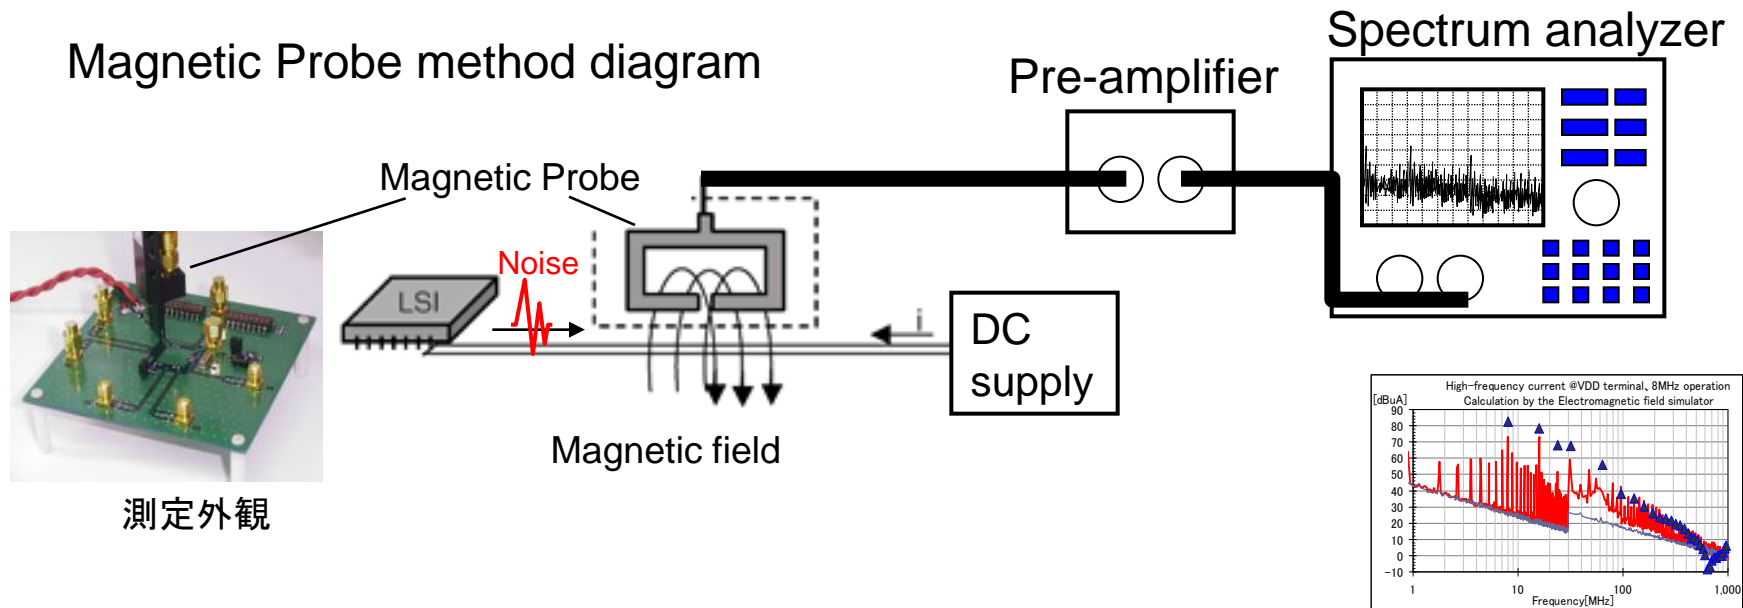 Magnetic Probe method diagram
Spectrum analyzer
Pre-amplifier
Magnetic Probe
Noise
LSI
i
DC
supply
Magnetic field
測定外観
High-frequency current @VDD terminal、8MHz operation
Calculation by the Electromagnetic field simulator
[dBuA]
90
80
70
60
50
40
30
20
10
0
-10
1 10 100 1,000
Frequency[MHz]